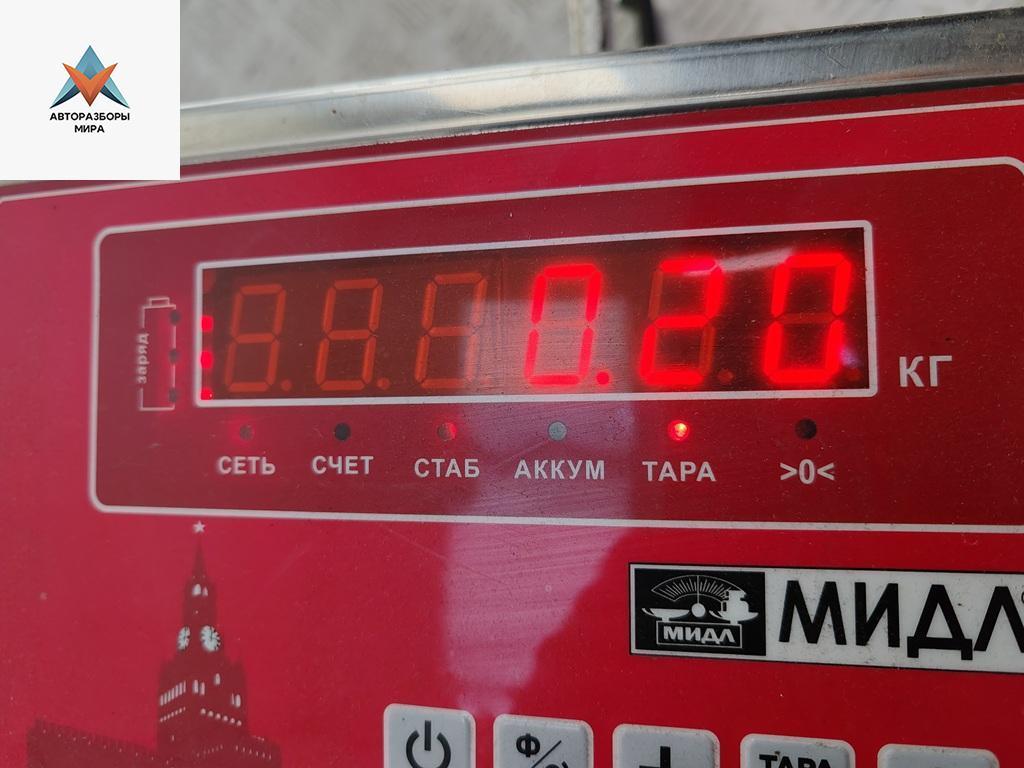 АВТОРАЗБОРЫ
МИРА
заряд
0.20
КГ
СЕТЬ СЧЕТ СТАБ АККУМ ТАРА >0<
МИДЛ МИДЛ
Ф/
ТАРА